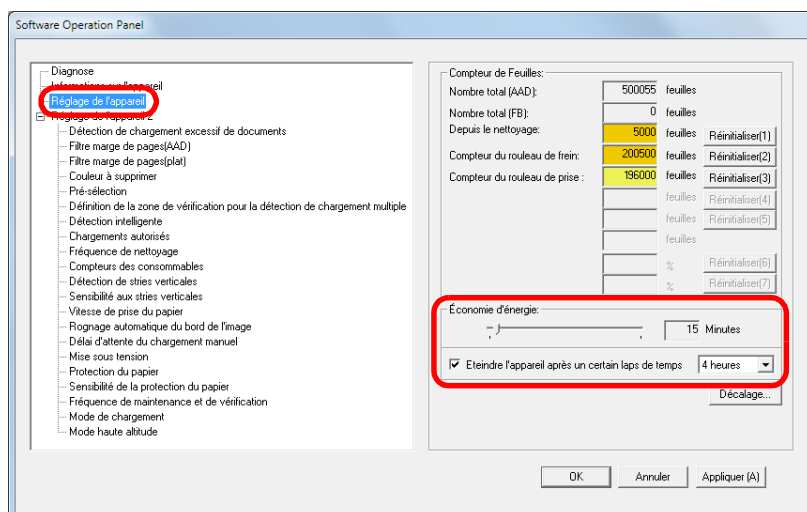 Software Operation Panel
Diagnose
Informations sur l'appareil
Réglage de l'appareil
Réglage de l'appareil 2
Détection de chargement excessif de documents
Filtre marge de pages(AAD)
Filtre marge de pages(plat)
Couleur à supprimer
Pré-sélection
Définition de la zone de vérification pour la détection de chargement multiple
Détection intelligente
Chargements autorisés
Fréquence de nettoyage
Compteurs des consommables
Détection de stries verticales
Sensibilité aux stries verticales
Vitesse de prise du papier
Rognage automatique du bord de l'image
Délai d'attente du chargement manuel
Mise sous tension
Protection du papier
Sensibilité de la protection du papier
Fréquence de maintenance et de vérification
Mode de chargement
Mode haute altitude
Compteur de Feuilles:
Nombre total (AAD): 500055 feuilles
Nombre total (FB): 0 feuilles
Depuis le nettoyage: 5000 feuilles Réinitialiser(1)
Compteur du rouleau de frein: 200500 feuilles Réinitialiser(2)
Compteur du rouleau de prise : 196000 feuilles Réinitialiser(3)
feuilles Réinitialiser(4)
feuilles Réinitialiser(5)
feuilles
% Réinitialiser(6)
% Réinitialiser(7)
Économie d'énergie:
15 Minutes
Eteindre l'appareil après un certain laps de temps 4 heures
Décalage...
OK Annuler Appliquer (A)